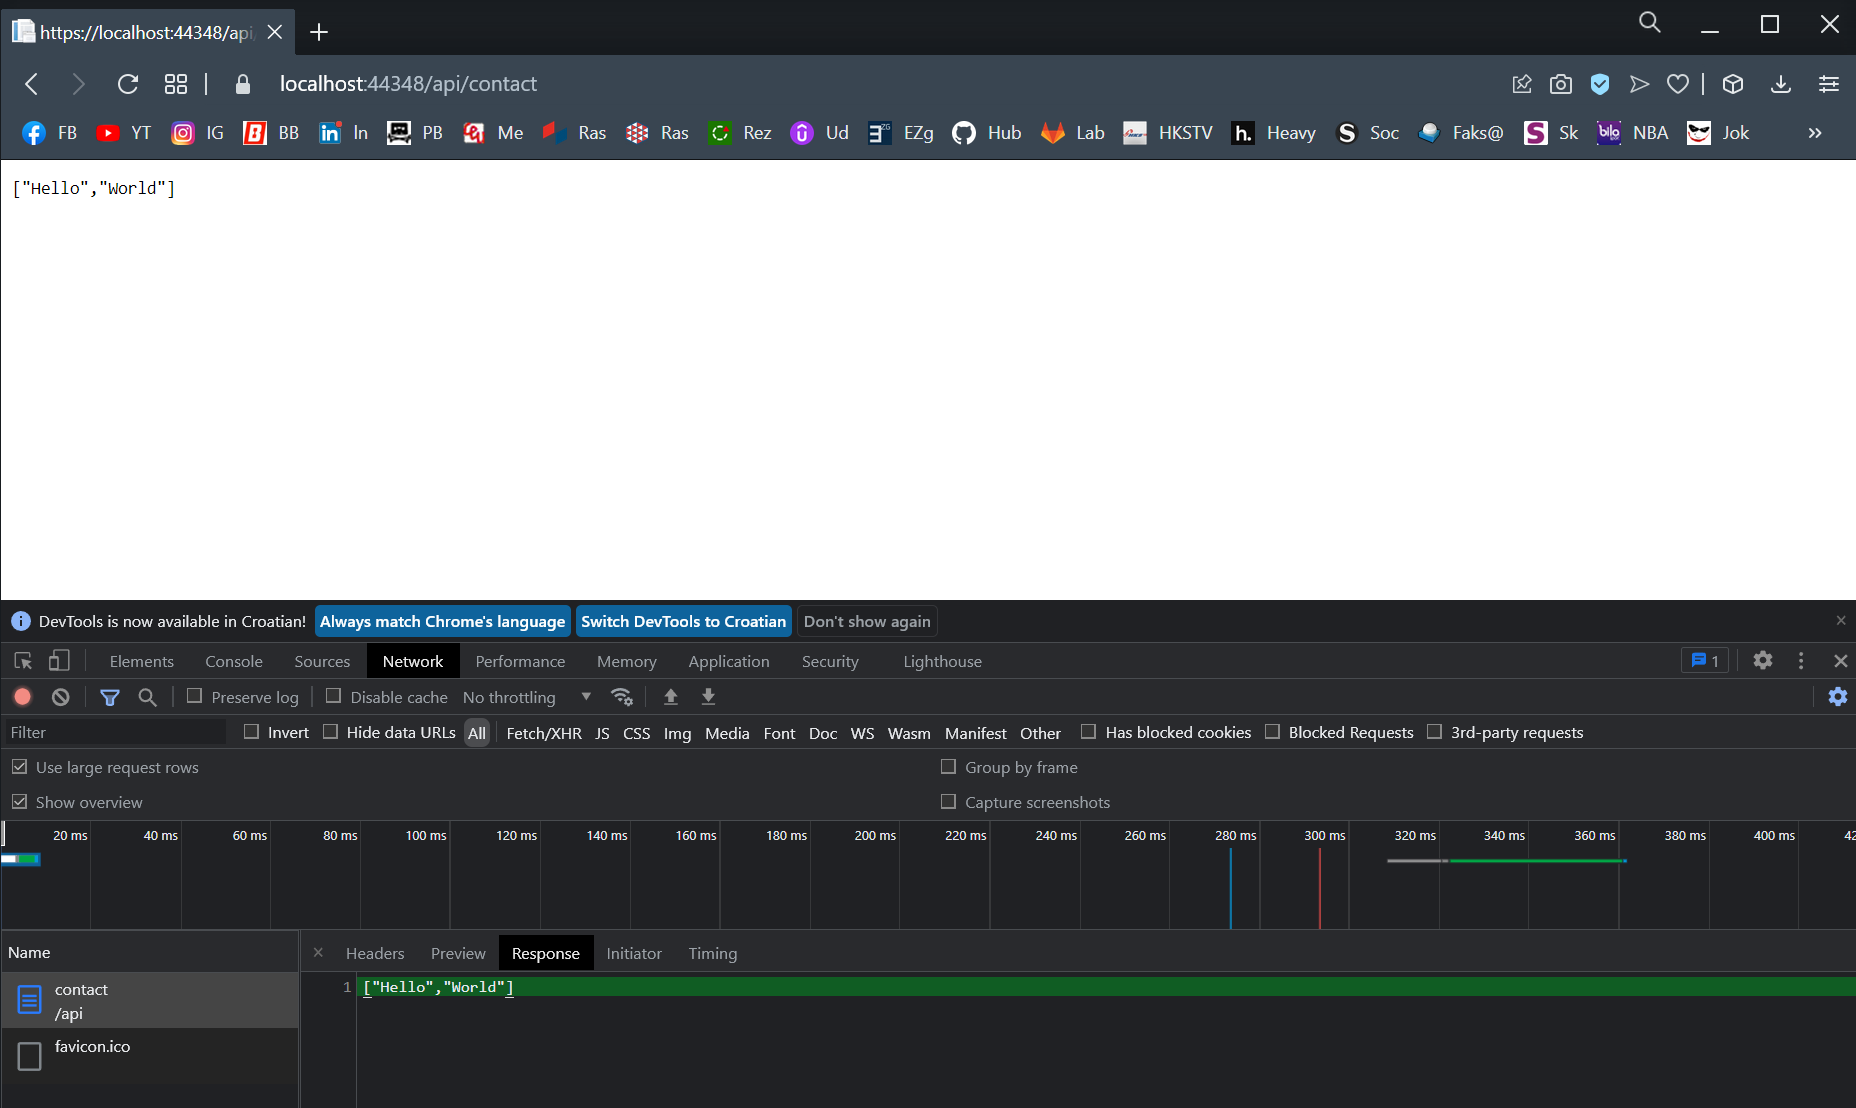 https://localhost:44348/api/
localhost:44348/api/contact
FB YT IG BB In PB Me Ras Ras Rez Ud EZg Hub Lab HKSTV Heavy Soc Faks@ Sk NBA Jok »
["Hello","World"]
DevTools is now available in Croatian! Always match Chrome's language Switch DevTools to Croatian Don't show again
Elements Console Sources Network Performance Memory Application Security Lighthouse 1
Preserve log Disable cache No throttling
Filter Invert Hide data URLs All Fetch/XHR JS CSS Img Media Font Doc WS Wasm Manifest Other Has blocked cookies Blocked Requests 3rd-party requests
Use large request rows Group by frame
Show overview Capture screenshots
20 ms 40 ms 60 ms 80 ms 100 ms 120 ms 140 ms 160 ms 180 ms 200 ms 220 ms 240 ms 260 ms 280 ms 300 ms 320 ms 340 ms 360 ms 380 ms 400 ms 42
Name Headers Preview Response Initiator Timing
contact
/api
favicon.ico
1 ["Hello","World"]